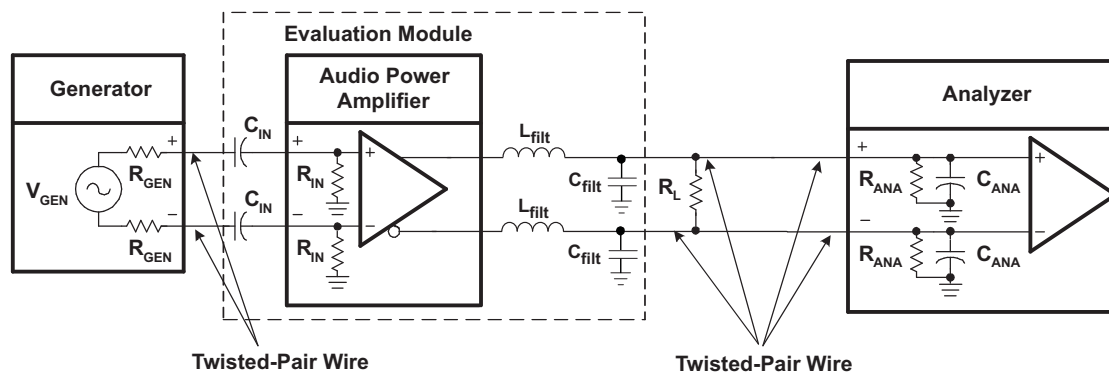 Evaluation Module
Generator
Audio Power
Amplifier
Analyzer
C_IN
L_filt
+
+
+
+
+
R_GEN
R_IN
C_filt
R_L
R_ANA
C_ANA
V_GEN
C_IN
L_filt
−
−
−
−
−
R_GEN
R_IN
C_filt
R_ANA
C_ANA
Twisted-Pair Wire
Twisted-Pair Wire